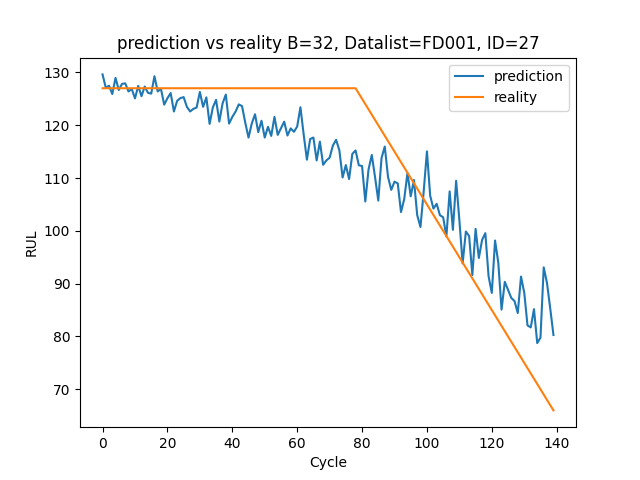 prediction vs reality B=32, Datalist=FD001, ID=27
prediction
reality
RUL
130
120
110
100
90
80
70
0 20 40 60 80 100 120 140
Cycle